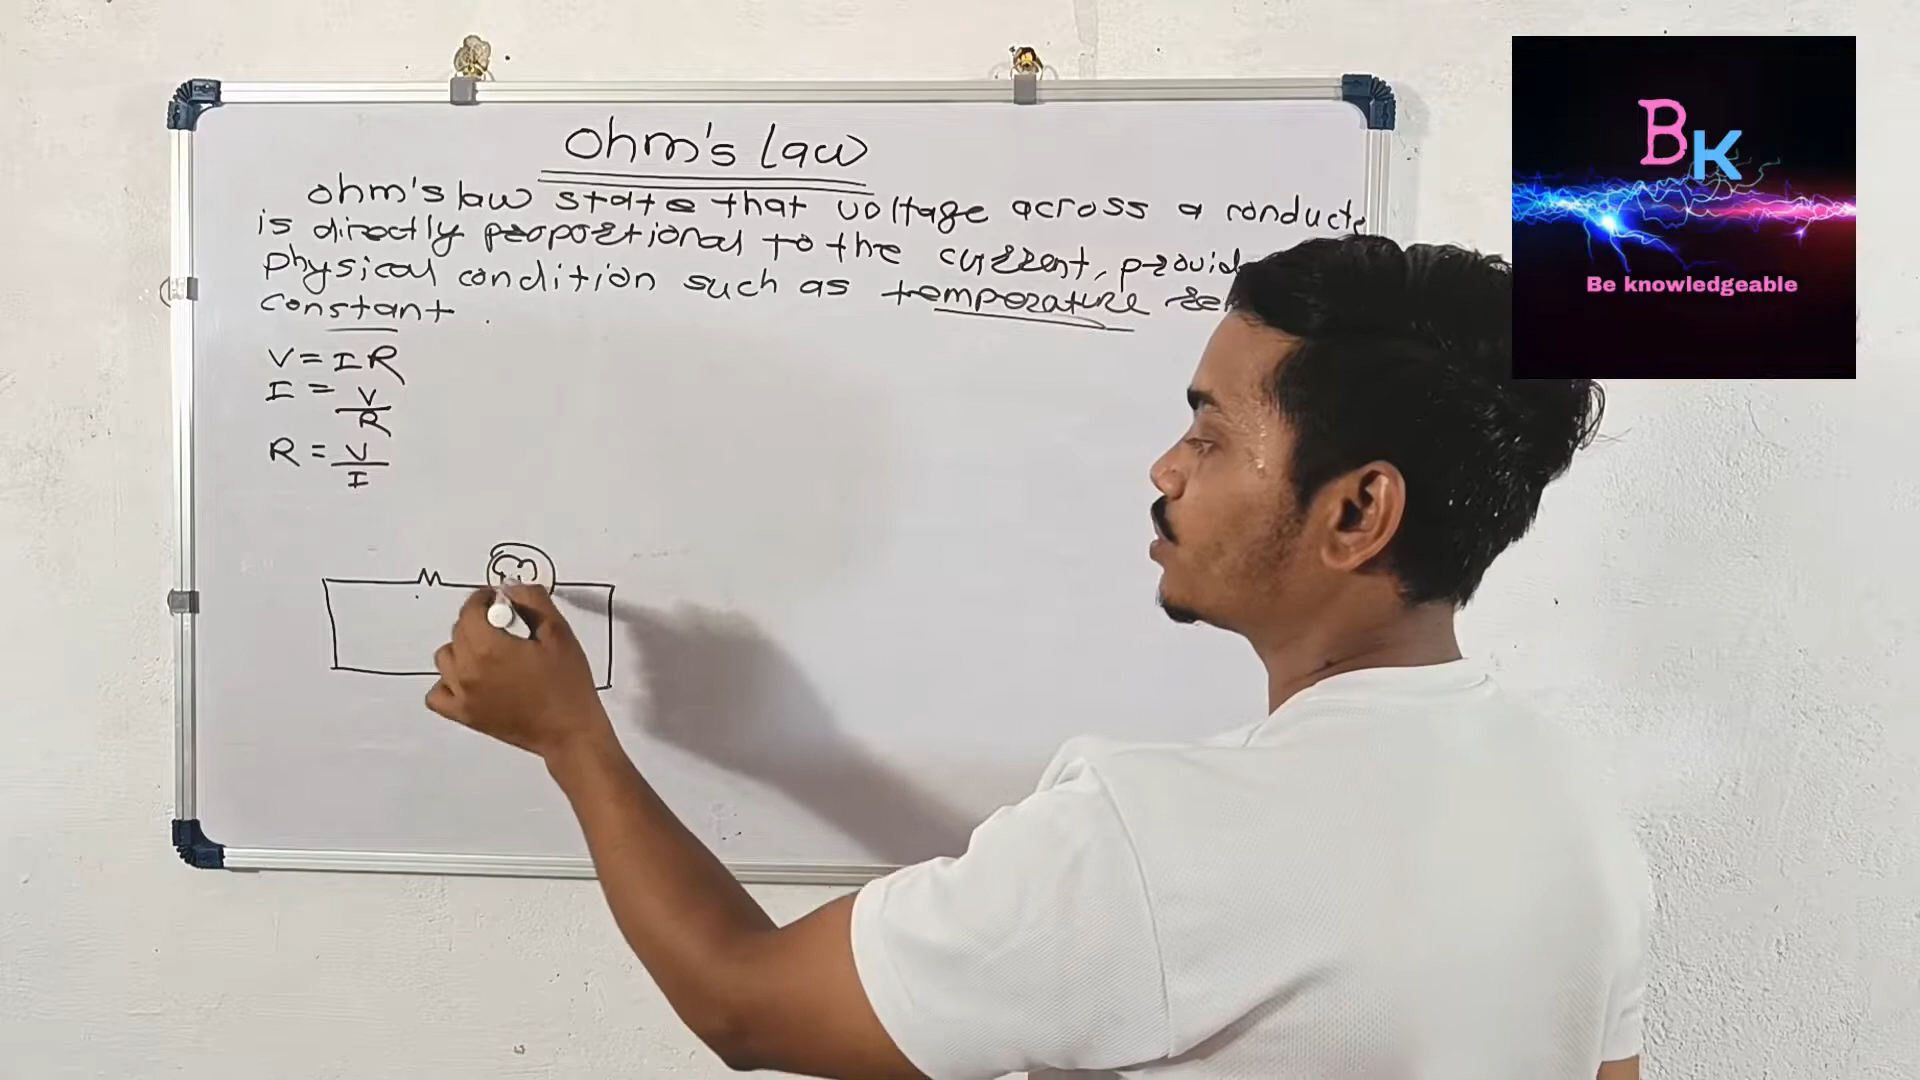 ohm's Law
ohm's law state that voltage across a conducto
is directly proportional to the current, provid
physical condition such as temperature re
constant
V = IR
I = V/R
R = V/I
BK
Be knowledgeable